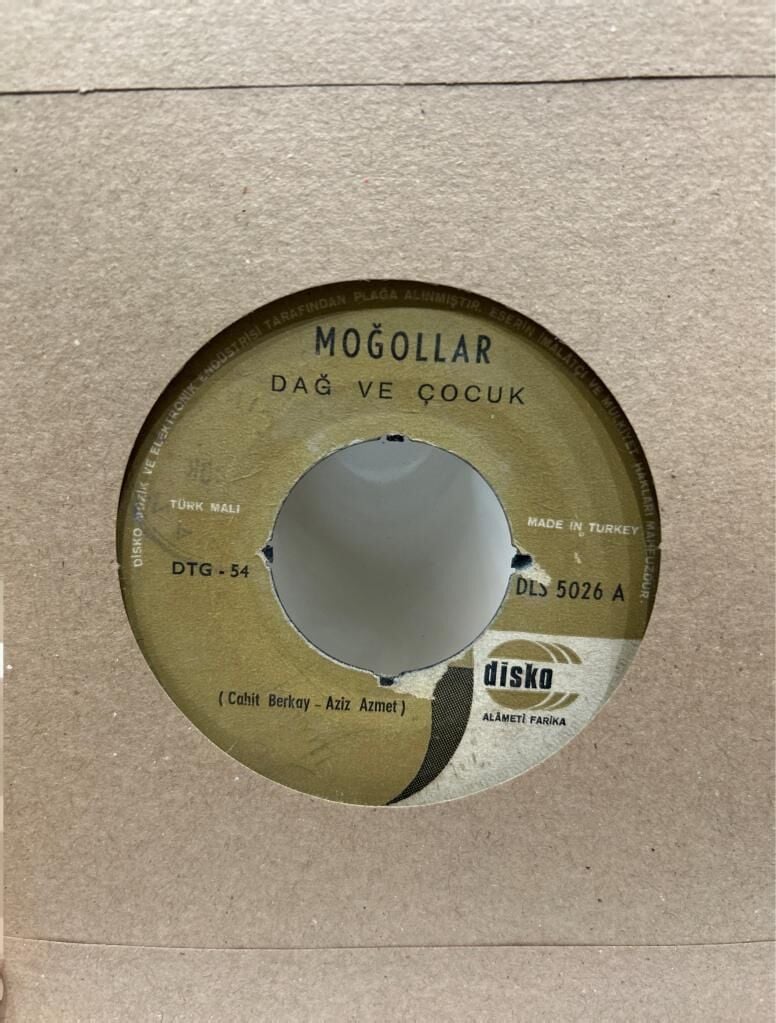 DİSKO MÜZİK VE ELEKTRONİK ENDÜSTRİSİ TARAFINDAN PLAĞA ALINMIŞTIR. ESERİN İMALATÇI VE MÜLKİYET HAKLARI MAHFUZDUR.
MOĞOLLAR
DAĞ VE ÇOCUK
TÜRK MALI
MADE IN TURKEY
DTG - 54
DLS 5026 A
disko
ALÂMETİ FARİKA
(Cahit Berkay - Aziz Azmet)